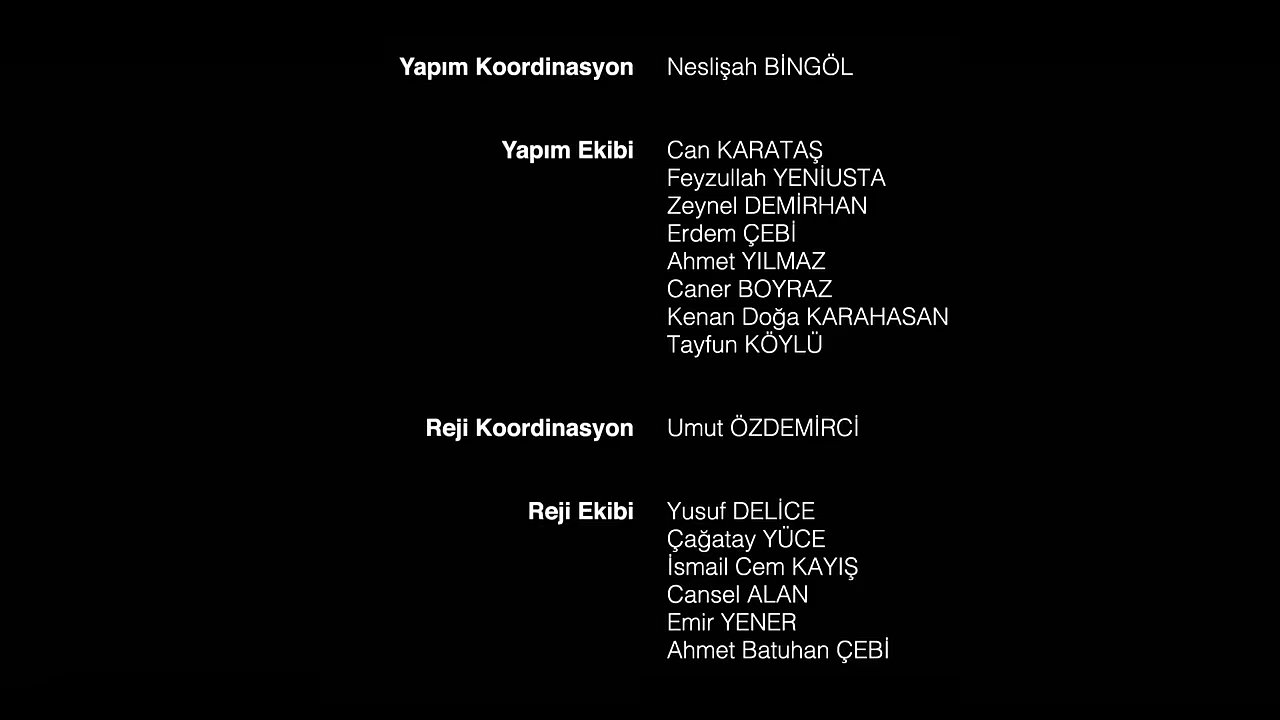 Yapım Koordinasyon Neslişah BİNGÖL
Yapım Ekibi Can KARATAŞ
Feyzullah YENİUSTA
Zeynel DEMİRHAN
Erdem ÇEBİ
Ahmet YILMAZ
Caner BOYRAZ
Kenan Doğa KARAHASAN
Tayfun KÖYLÜ
Reji Koordinasyon Umut ÖZDEMİRCİ
Reji Ekibi Yusuf DELİCE
Çağatay YÜCE
İsmail Cem KAYIŞ
Cansel ALAN
Emir YENER
Ahmet Batuhan ÇEBİ